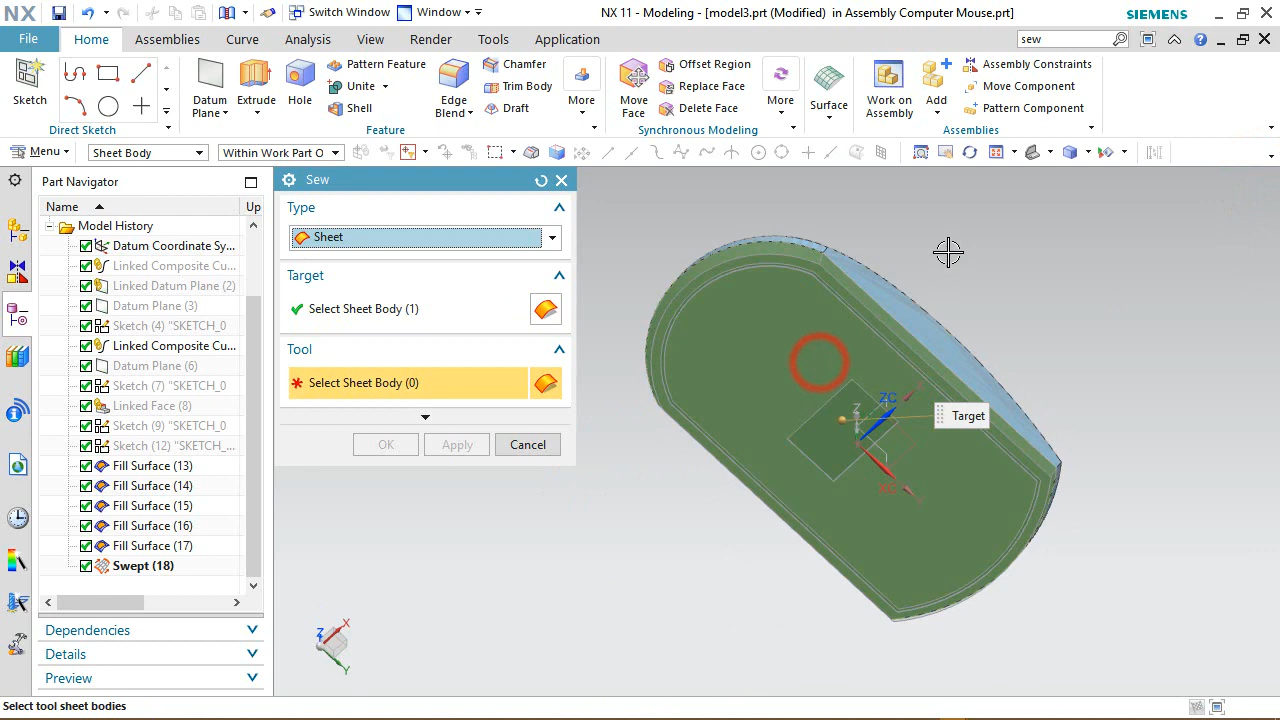 NX Switch Window Window NX 11 - Modeling - [model3.prt (Modified) in Assembly Computer Mouse.prt] SIEMENS
File Home Assemblies Curve Analysis View Render Tools Application sew
Pattern Feature Chamfer Offset Region Assembly Constraints
Unite Trim Body Replace Face Move Component
Shell Draft Delete Face Pattern Component
Sketch Datum Plane Extrude Hole Edge Blend More Move Face More Surface Work on Assembly Add
Direct Sketch Feature Synchronous Modeling Assemblies
Menu Sheet Body Within Work Part O
Part Navigator
Name Up
Model History
Datum Coordinate Sy...
Linked Composite Cu...
Linked Datum Plane (2)
Datum Plane (3)
Sketch (4) "SKETCH_0
Linked Composite Cu...
Datum Plane (6)
Sketch (7) "SKETCH_0
Linked Face (8)
Sketch (9) "SKETCH_0
Sketch (12) "SKETCH_...
Fill Surface (13)
Fill Surface (14)
Fill Surface (15)
Fill Surface (16)
Fill Surface (17)
Swept (18)
Dependencies
Details
Preview
Sew
Type
Sheet
Target
Select Sheet Body (1)
Tool
Select Sheet Body (0)
OK Apply Cancel
ZC
Z
Target
XC
X
Z
Y
Select tool sheet bodies